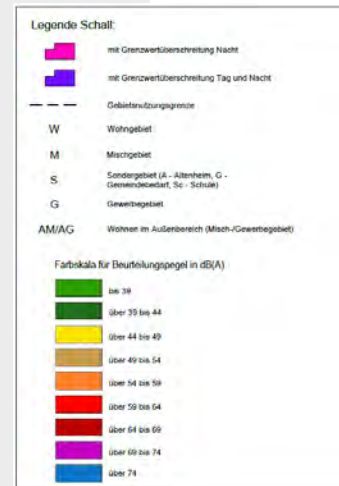 Legende Schall:
mit Grenzwertüberschreitung Nacht
mit Grenzwertüberschreitung Tag und Nacht
Gebietsnutzungsgrenze
W Wohngebiet
M Mischgebiet
S Sondergebiet (A - Altenheim, G -
Gemeindebedarf, Sc - Schule)
G Gewerbegebiet
AM/AG Wohnen im Außenbereich (Misch-/Gewerbegebiet)
Farbskala für Beurteilungspegel in dB(A)
bis 39
über 39 bis 44
über 44 bis 49
über 49 bis 54
über 54 bis 59
über 59 bis 64
über 64 bis 69
über 69 bis 74
über 74